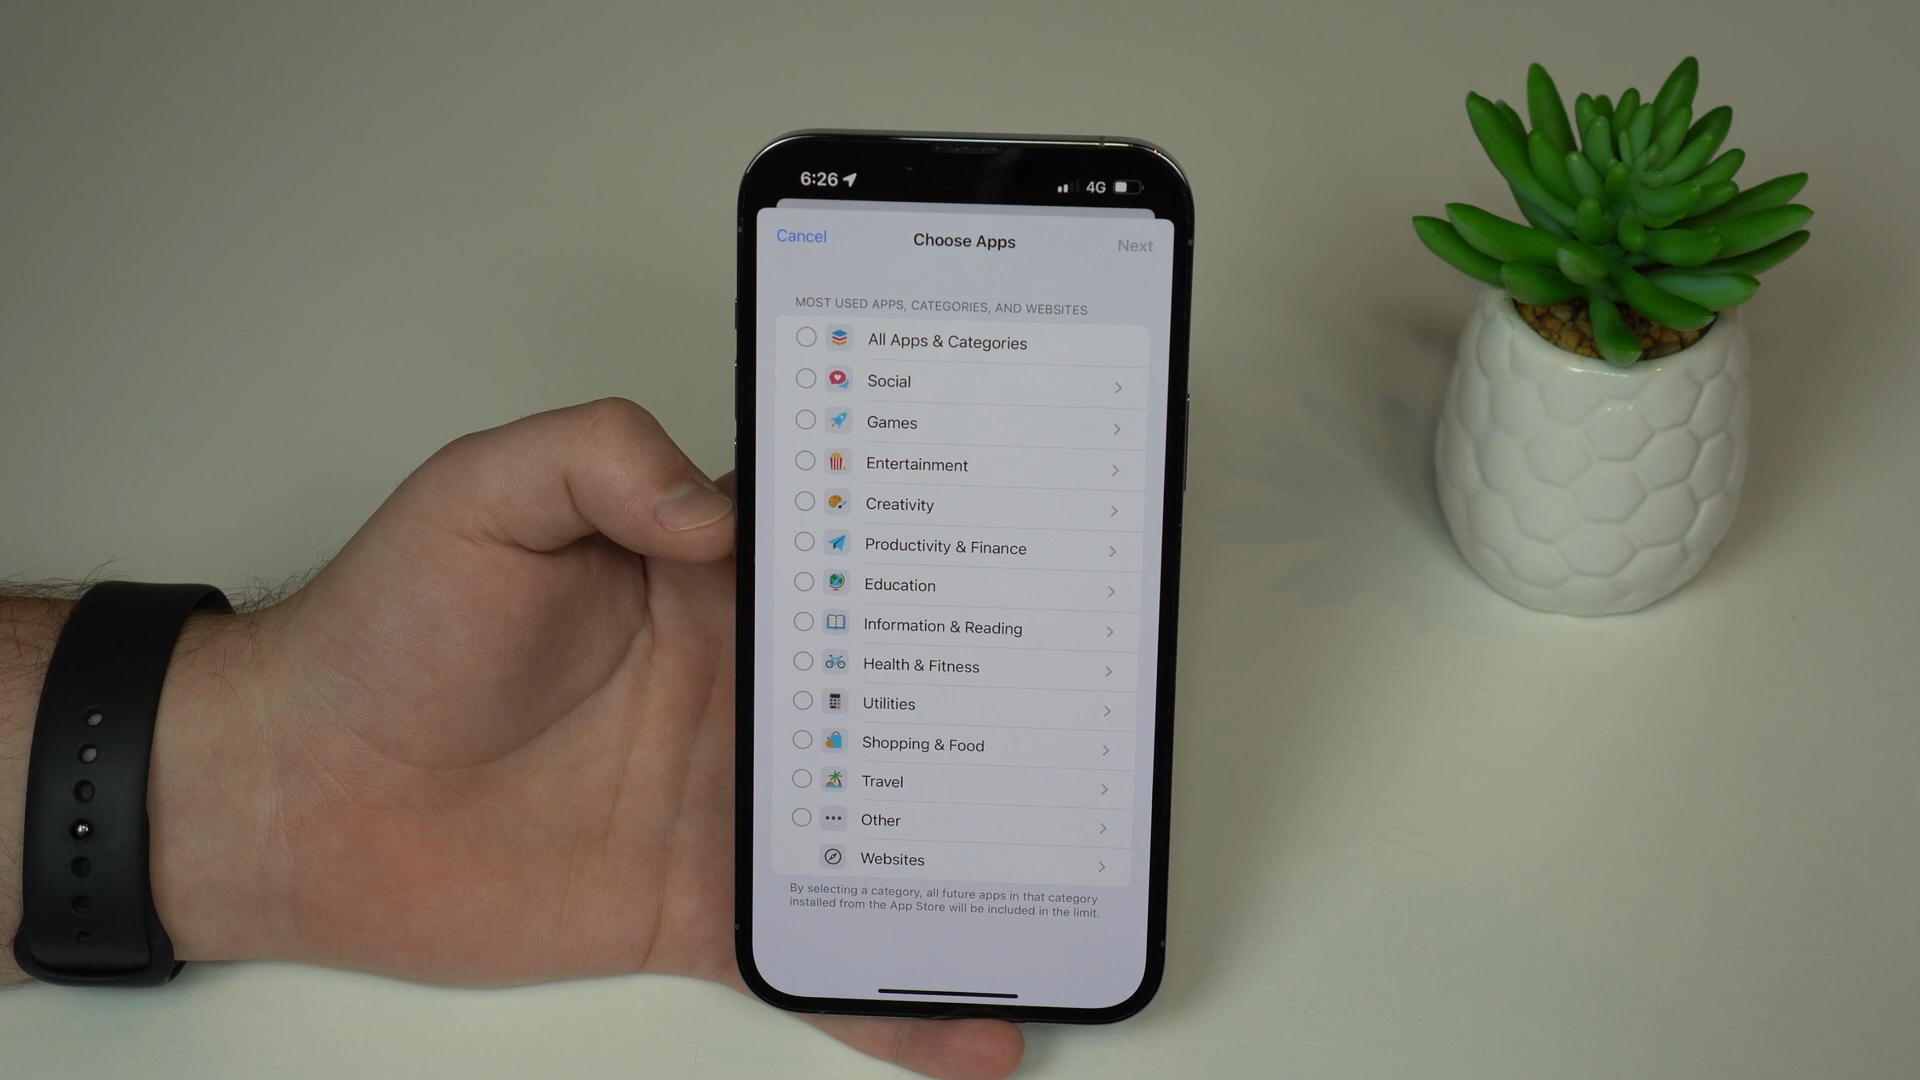 6:26
4G
Cancel
Choose Apps
Next
MOST USED APPS, CATEGORIES, AND WEBSITES
All Apps & Categories
Social
Games
Entertainment
Creativity
Productivity & Finance
Education
Information & Reading
Health & Fitness
Utilities
Shopping & Food
Travel
Other
Websites
By selecting a category, all future apps in that category
installed from the App Store will be included in the limit.